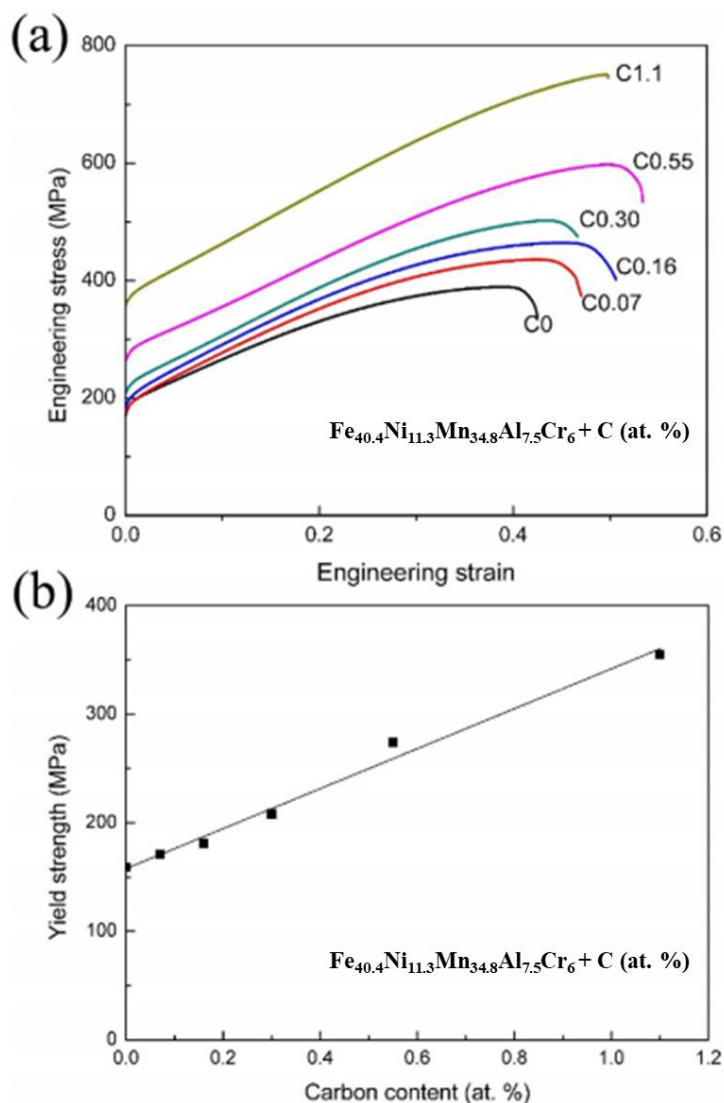 (a)
800
600
400
200
0
Engineering stress (MPa)
C1.1
C0.55
C0.30
C0.16
C0.07
C0
Fe40.4Ni11.3Mn34.8Al7.5Cr6 + C (at. %)
0.0 0.2 0.4 0.6
Engineering strain
(b)
400
300
200
100
0
Yield strength (MPa)
Fe40.4Ni11.3Mn34.8Al7.5Cr6 + C (at. %)
0.0 0.2 0.4 0.6 0.8 1.0 1.2
Carbon content (at. %)